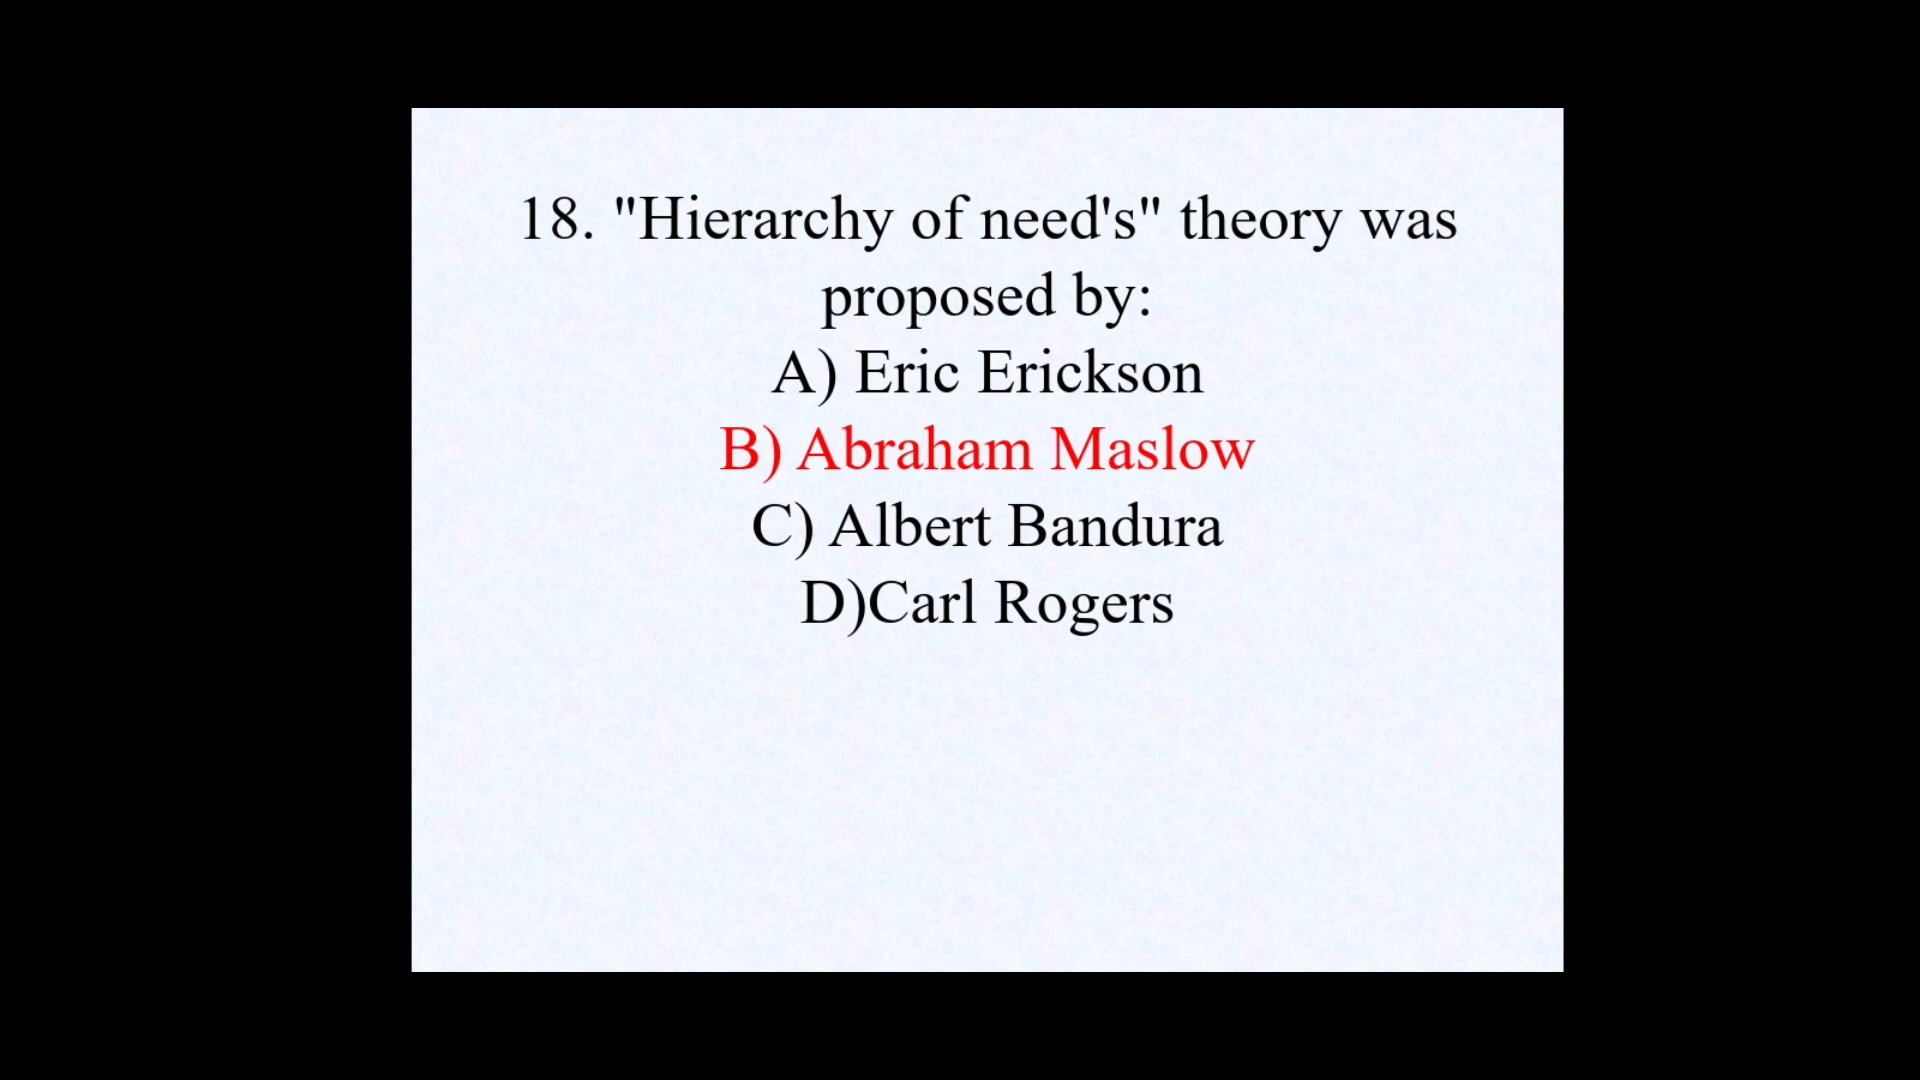 18. "Hierarchy of need's" theory was
proposed by:
A) Eric Erickson
B) Abraham Maslow
C) Albert Bandura
D)Carl Rogers